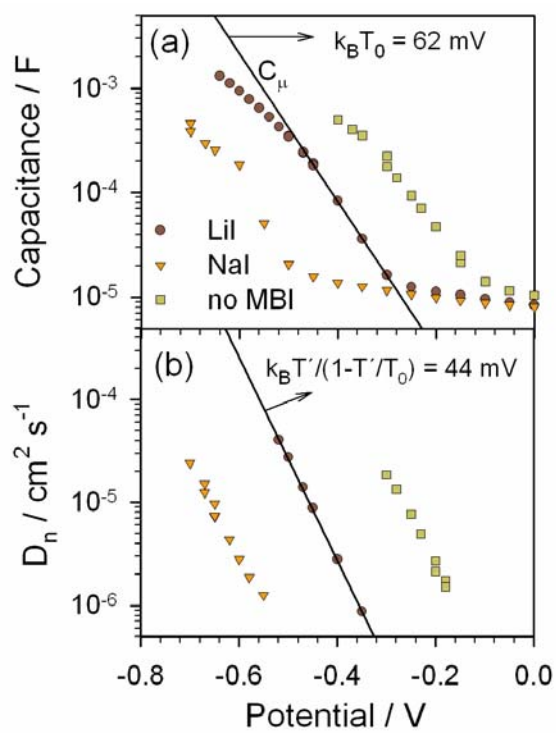 (a)
k_BT_0 = 62 mV
C_μ
Capacitance / F
10^-3
10^-4
10^-5
LiI
NaI
no MBI
(b)
k_BT´/(1-T´/T_0) = 44 mV
D_n / cm^2 s^-1
10^-4
10^-5
10^-6
-0.8 -0.6 -0.4 -0.2 0.0
Potential / V